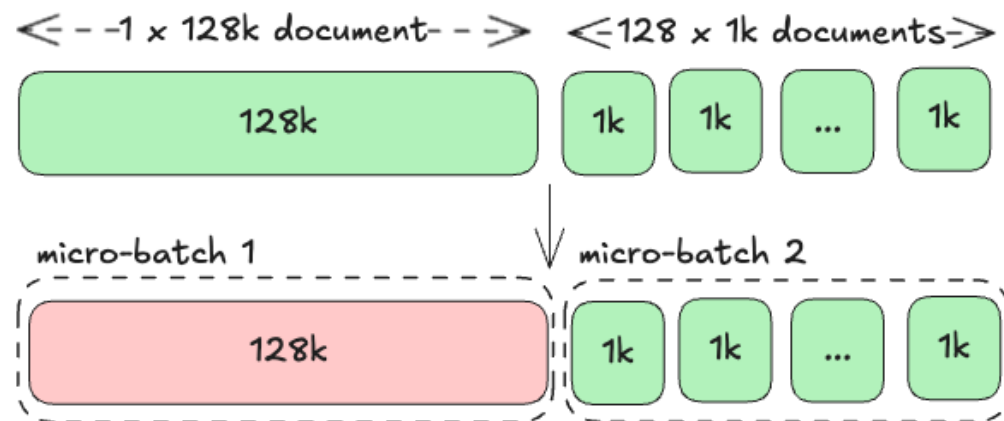 1 x 128k document
128 x 1k documents
128k
1k
1k
...
1k
micro-batch 1
micro-batch 2
128k
1k
1k
...
1k